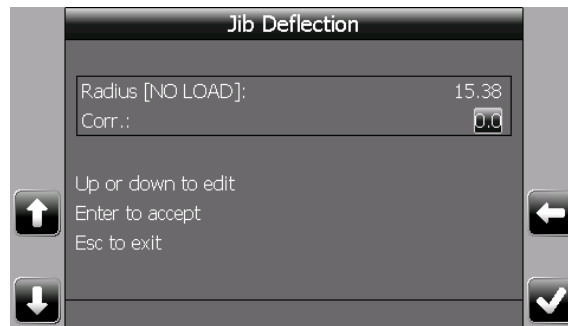 Jib Deflection
Radius [NO LOAD]: 15.38
Corr.: 0.0
Up or down to edit
Enter to accept
Esc to exit